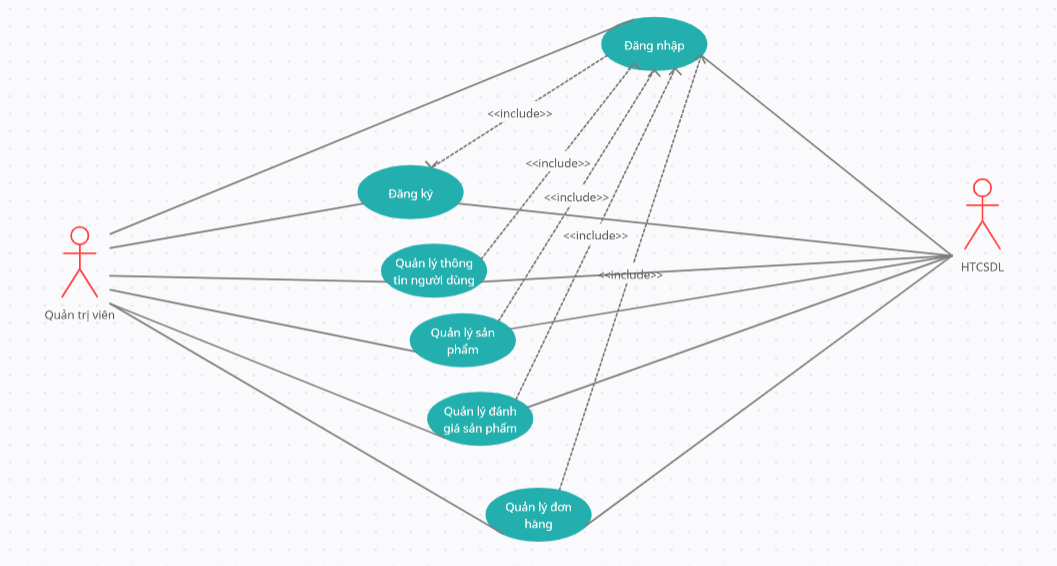 Đăng nhập
<<include>>
<<include>>
Đăng ký
<<include>>
<<include>>
Quản lý thông
tin người dùng
<<include>>
HTCSDL
Quản trị viên
Quản lý sản
phẩm
Quản lý đánh
giá sản phẩm
Quản lý đơn
hàng